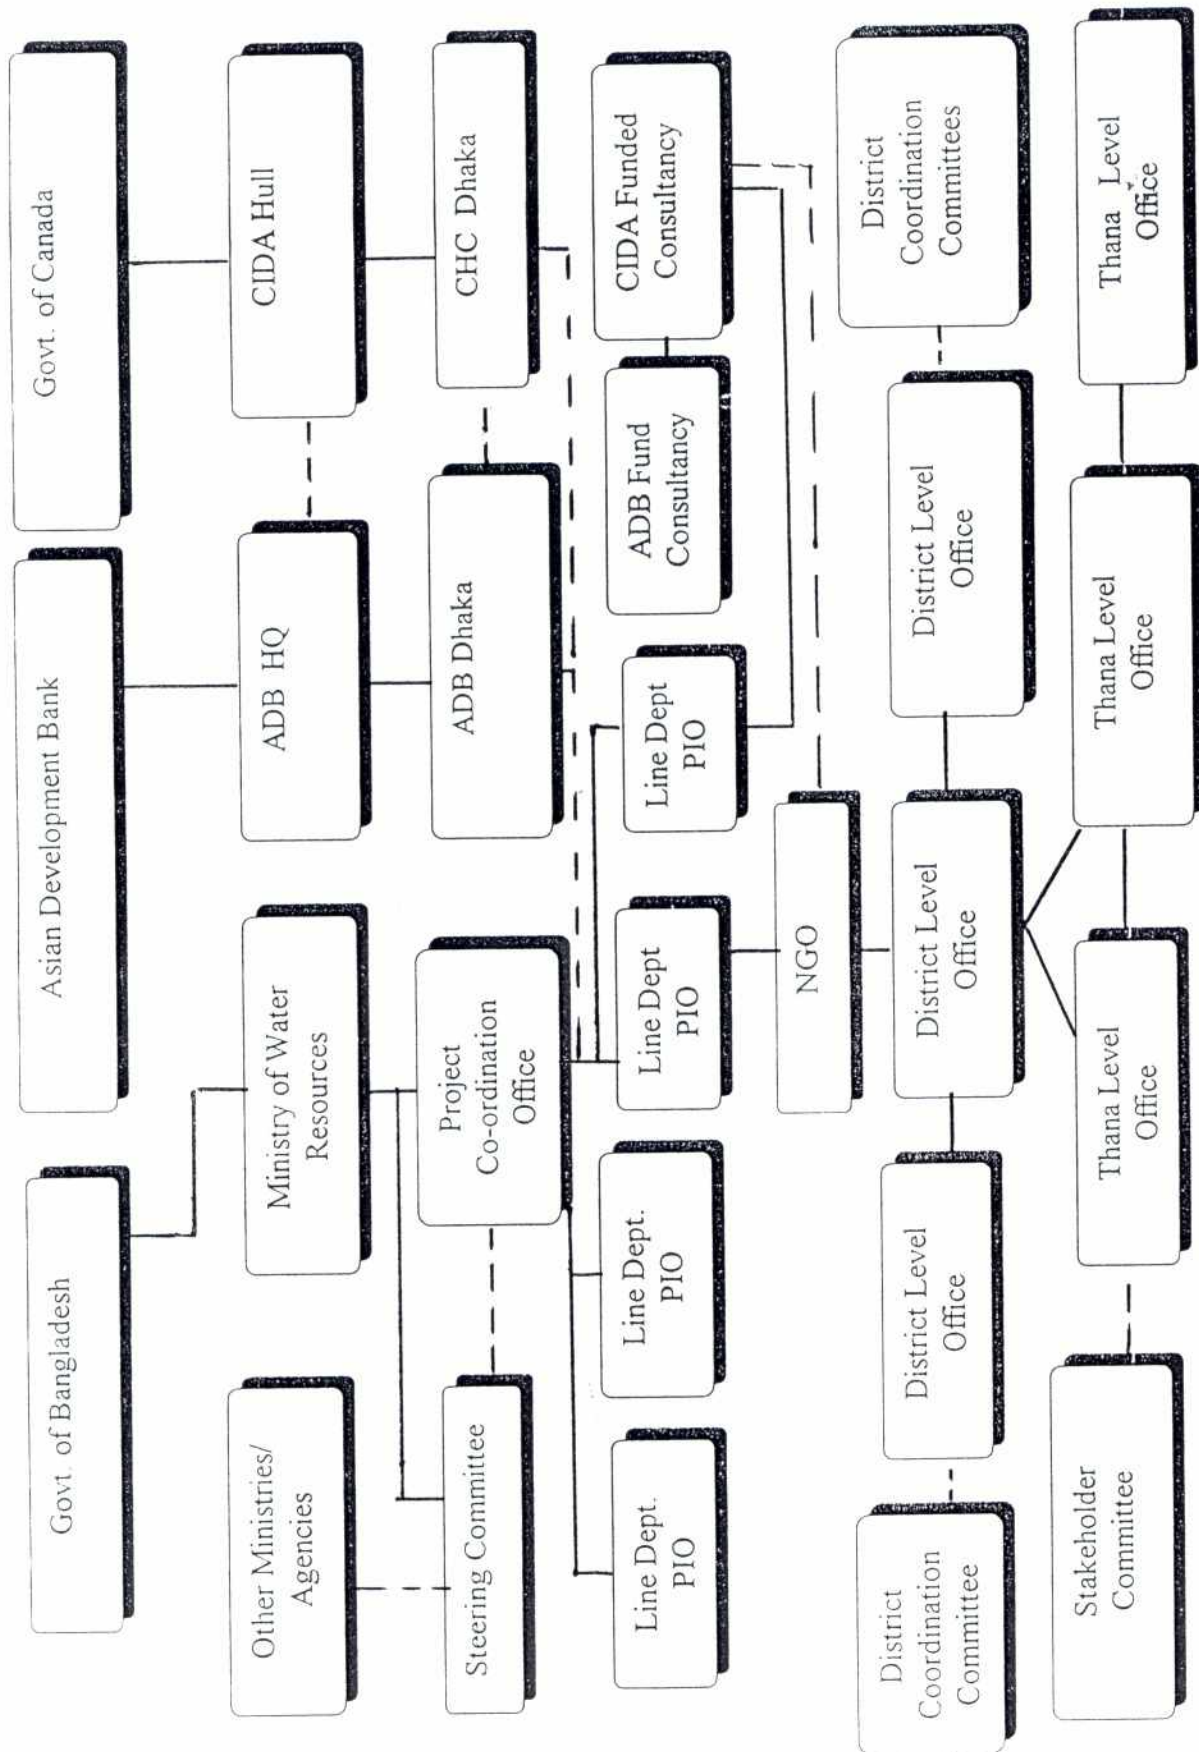 Govt. of Bangladesh
Asian Development Bank
Govt. of Canada
Other Ministries/
Agencies
Ministry of Water
Resources
ADB HQ
CIDA Hull
Steering Committee
Project
Co-ordination
Office
ADB Dhaka
CHC Dhaka
Line Dept.
PIO
Line Dept.
PIO
Line Dept
PIO
Line Dept
PIO
ADB Fund
Consultancy
CIDA Funded
Consultancy
NGO
District
Coordination
Committee
District Level
Office
District Level
Office
District Level
Office
District
Coordination
Committees
Stakeholder
Committee
Thana Level
Office
Thana Level
Office
Thana Level
Office